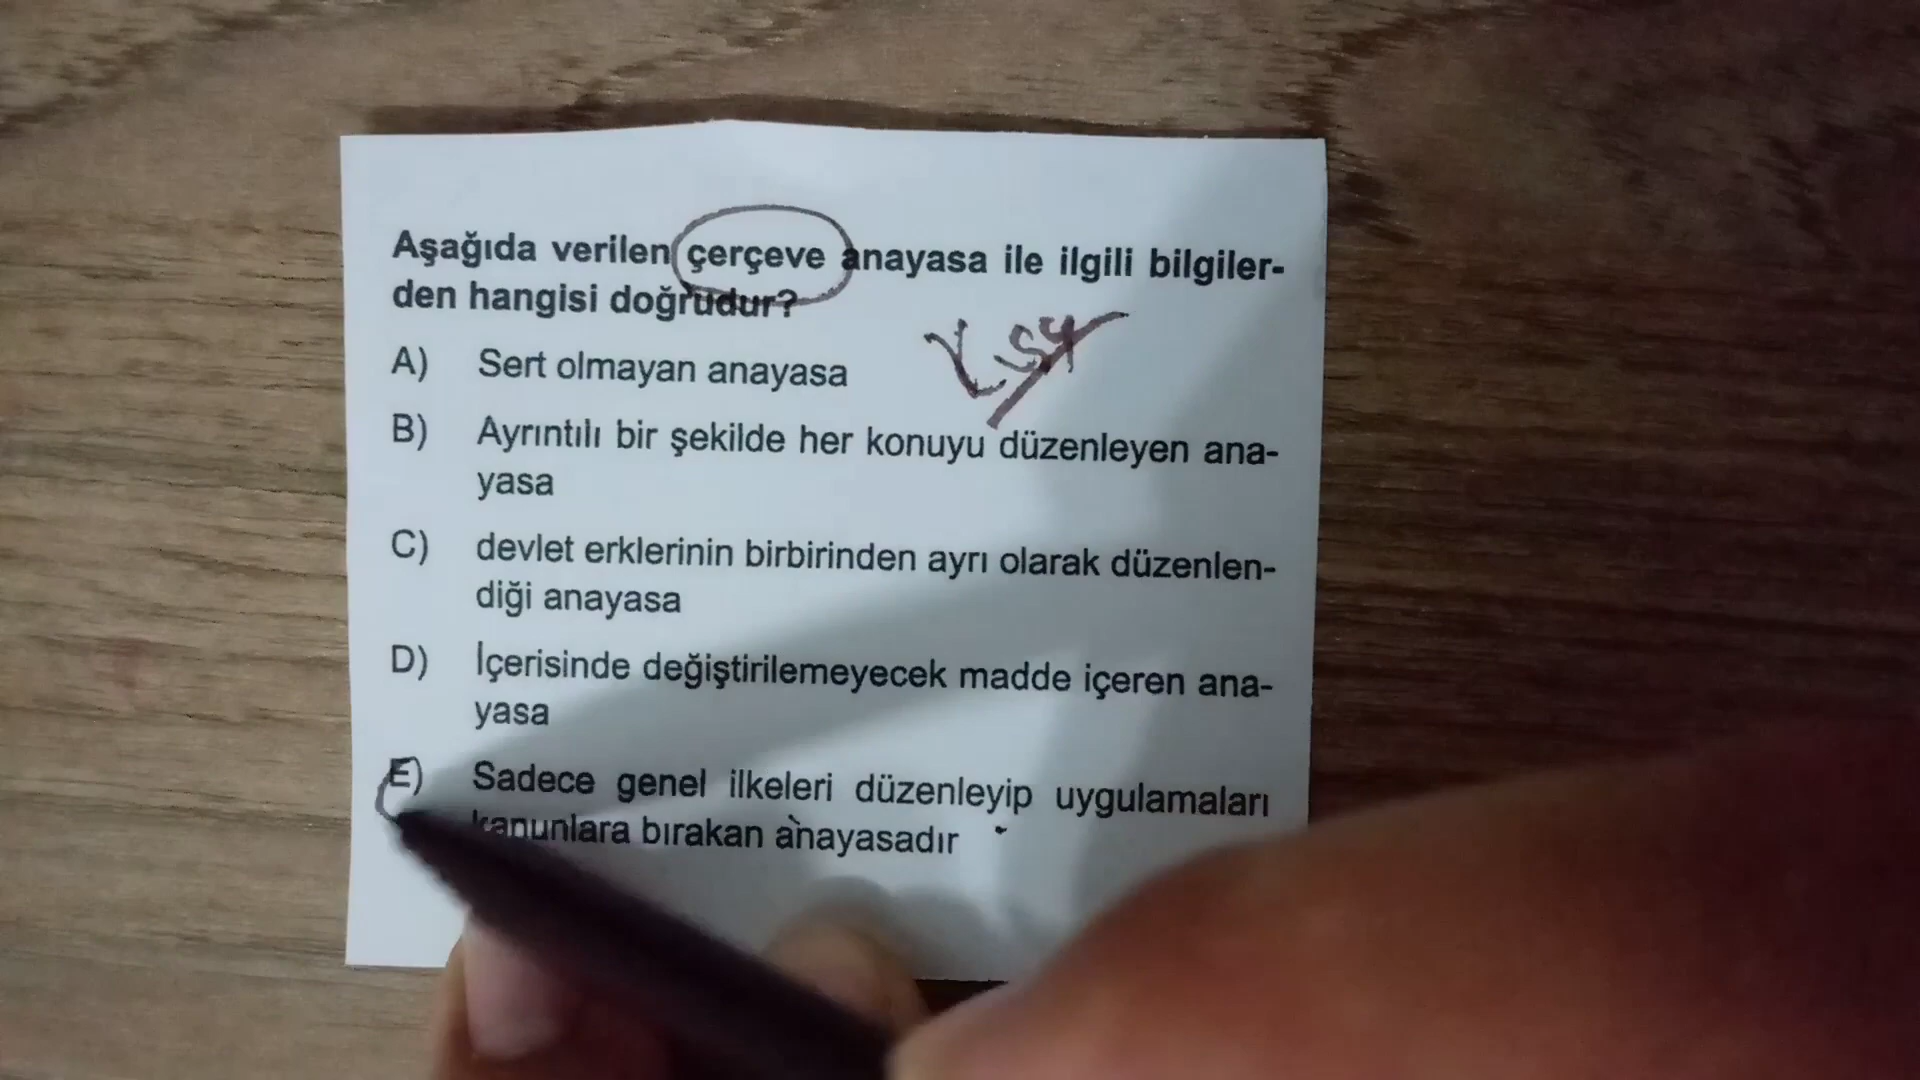 Aşağıda verilen çerçeve anayasa ile ilgili bilgiler-
den hangisi doğrudur?
A) Sert olmayan anayasa
B) Ayrıntılı bir şekilde her konuyu düzenleyen ana-
yasa
C) devlet erklerinin birbirinden ayrı olarak düzenlen-
diği anayasa
D) İçerisinde değiştirilemeyecek madde içeren ana-
yasa
E) Sadece genel ilkeleri düzenleyip uygulamaları
kanunlara bırakan anayasadır